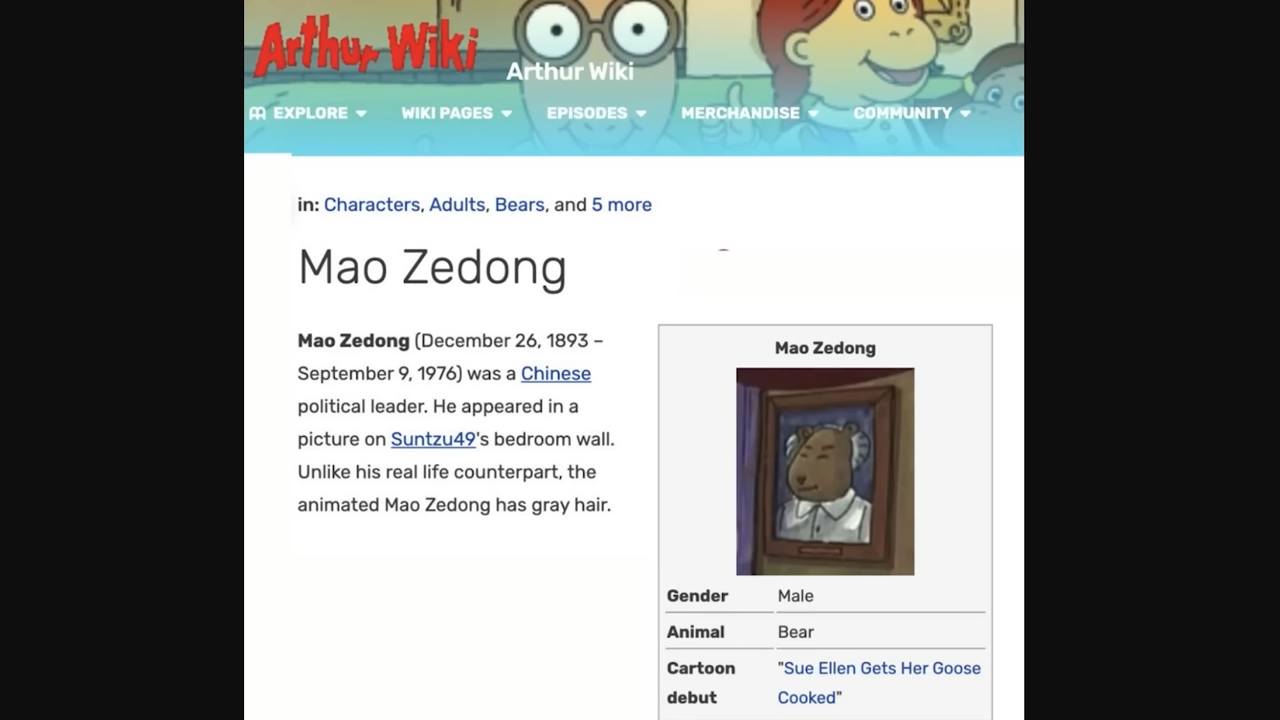 Arthur Wiki
Arthur Wiki
EXPLORE WIKI PAGES EPISODES MERCHANDISE COMMUNITY
in: Characters, Adults, Bears, and 5 more
Mao Zedong
Mao Zedong (December 26, 1893 –
September 9, 1976) was a Chinese
political leader. He appeared in a
picture on Suntzu49's bedroom wall.
Unlike his real life counterpart, the
animated Mao Zedong has gray hair.
Mao Zedong
Gender Male
Animal Bear
Cartoon debut "Sue Ellen Gets Her Goose
Cooked"